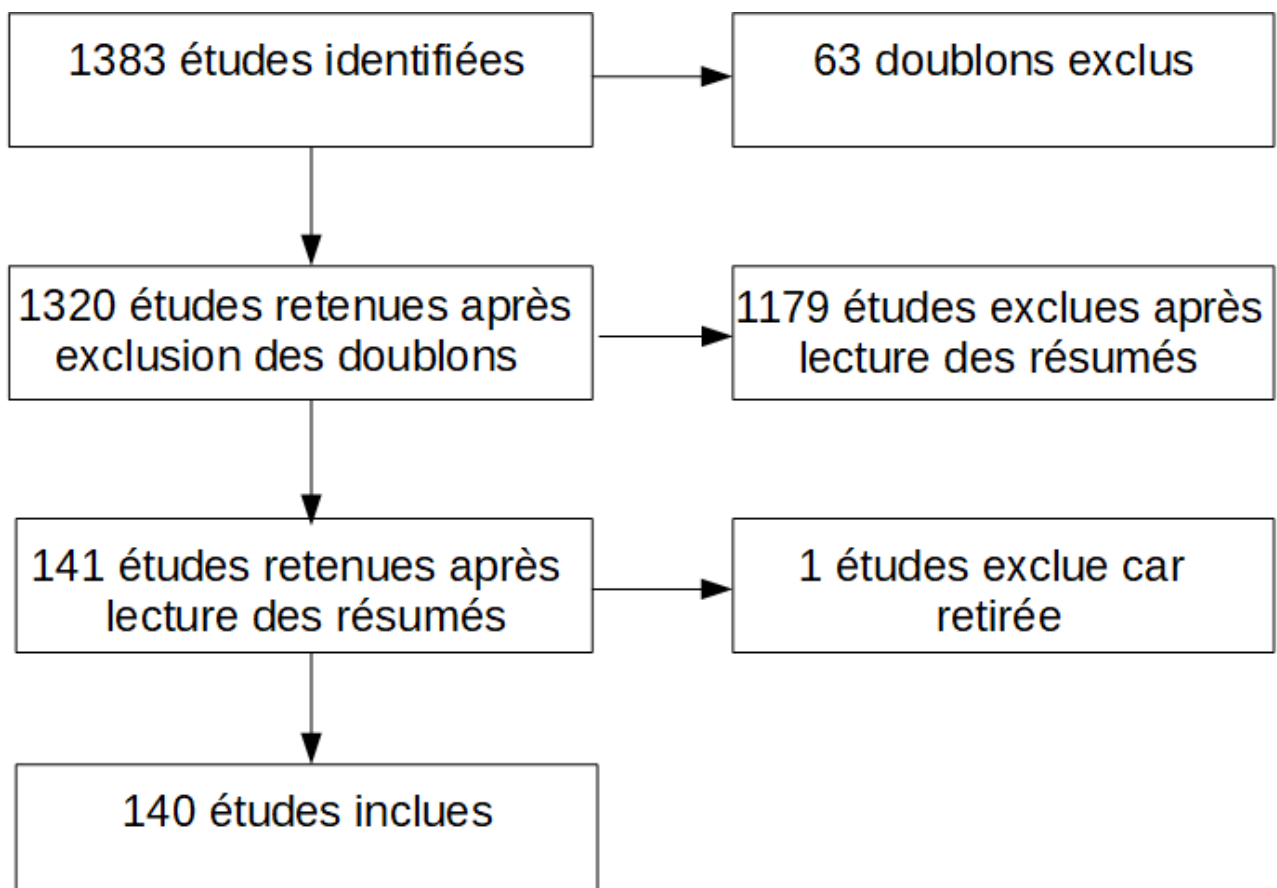 1383 études identifiées
63 doublons exclus
1320 études retenues après
exclusion des doublons
1179 études exclues après
lecture des résumés
141 études retenues après
lecture des résumés
1 études exclue car
retirée
140 études inclues